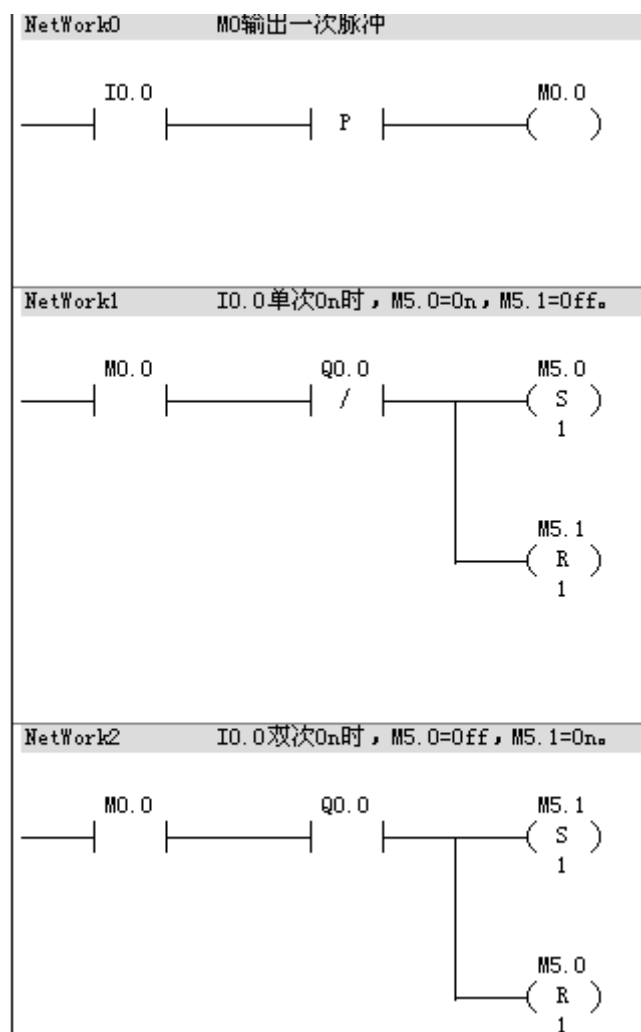 NetWork0 M0输出一次脉冲
I0.0 M0.0
P
NetWork1 I0.0单次On时，M5.0=On，M5.1=Off。
M0.0 Q0.0 M5.0
/ S
1
M5.1
R
1
NetWork2 I0.0双次On时，M5.0=Off，M5.1=On。
M0.0 Q0.0 M5.1
S
1
M5.0
R
1